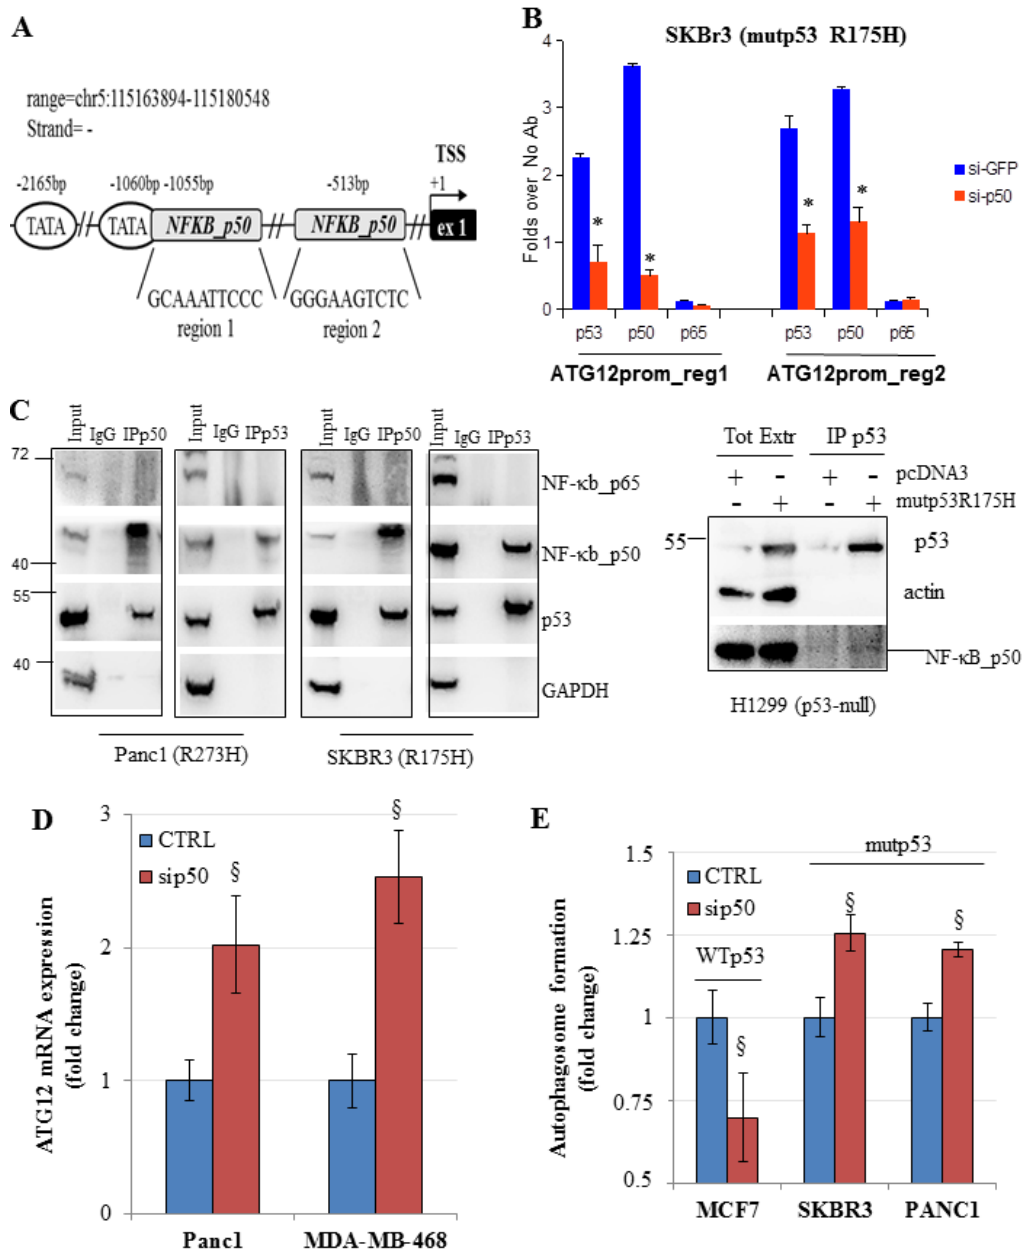 A
range=chr5:115163894-115180548
Strand= -
TSS
-2165bp -1060bp -1055bp -513bp +1
TATA TATA NFKB_p50 NFKB_p50 ex 1
GCAAATTCCC GGGAAGTCTC
region 1 region 2
B
SKBr3 (mutp53 R175H)
Folds over No Ab
4
3
2
1
0
* * * *
si-GFP
si-p50
p53 p50 p65 p53 p50 p65
ATG12prom_reg1 ATG12prom_reg2
C
Input IgG IPp50 Input IgG IPp53 Input IgG IPp50 Input IgG IPp53
72
40
55
40
NF-κb_p65
NF-κb_p50
p53
GAPDH
Panc1 (R273H) SKBR3 (R175H)
Tot Extr IP p53
+ - + - pcDNA3
- + - + mutp53R175H
55
p53
actin
NF-κB_p50
H1299 (p53-null)
D
ATG12 mRNA expression
(fold change)
3
2
1
0
CTRL
sip50
§ §
Panc1 MDA-MB-468
E
Autophagosome formation
(fold change)
1.5
1.25
1
0.75
0.5
CTRL
sip50
mutp53
WTp53
§ § §
MCF7 SKBR3 PANC1